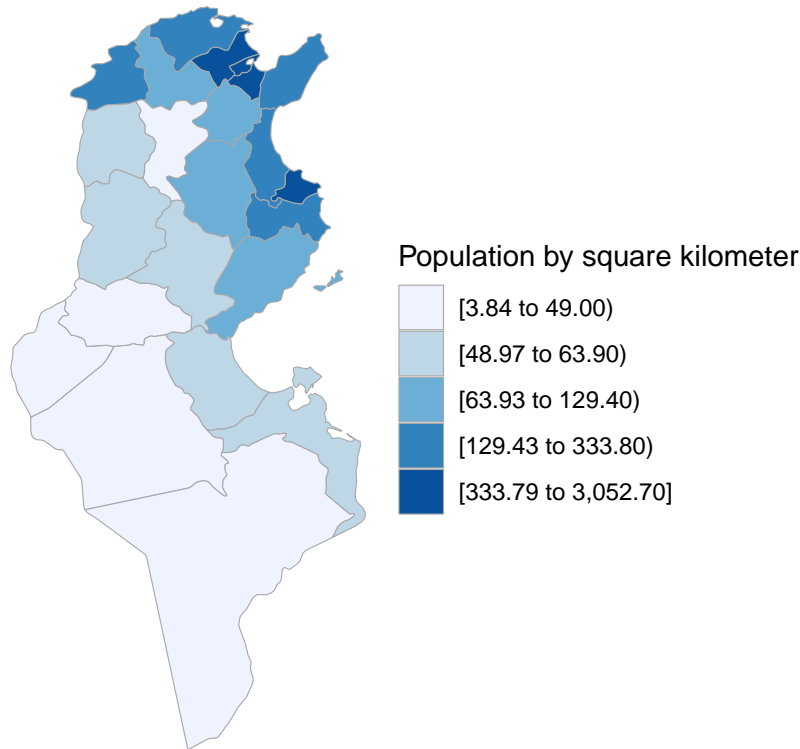 Population by square kilometer
[3.84 to 49.00)
[48.97 to 63.90)
[63.93 to 129.40)
[129.43 to 333.80)
[333.79 to 3,052.70]